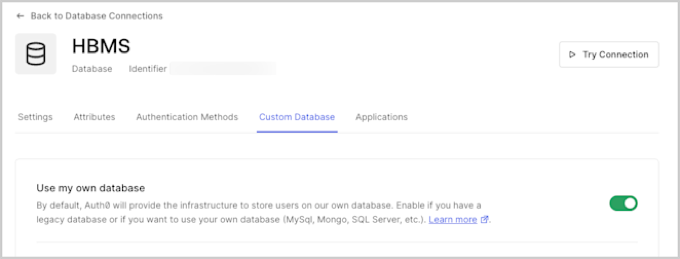 ← Back to Database Connections
HBMS
Database Identifier
Try Connection
Settings Attributes Authentication Methods Custom Database Applications
Use my own database
By default, Auth0 will provide the infrastructure to store users on our own database. Enable if you have a
legacy database or if you want to use your own database (MySql, Mongo, SQL Server, etc.). Learn more.